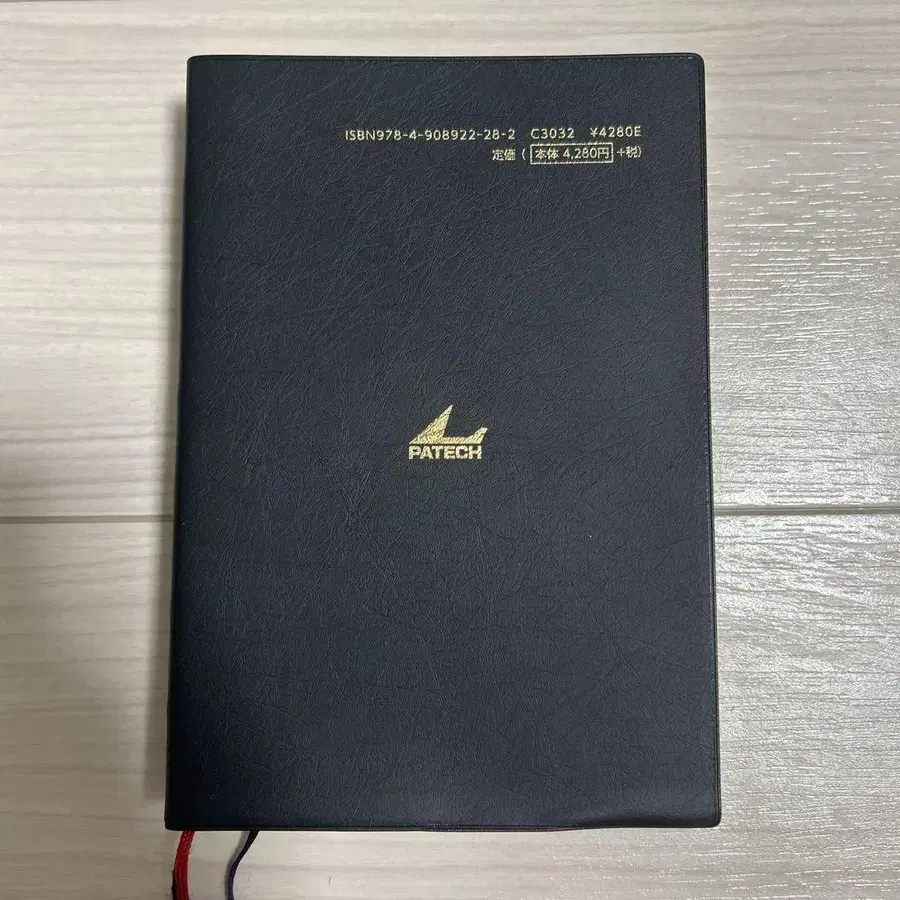 ISBN978-4-908922-28-2 C3032 ¥4280E
定価 ( 本体 4,280円 +税)
PATECH